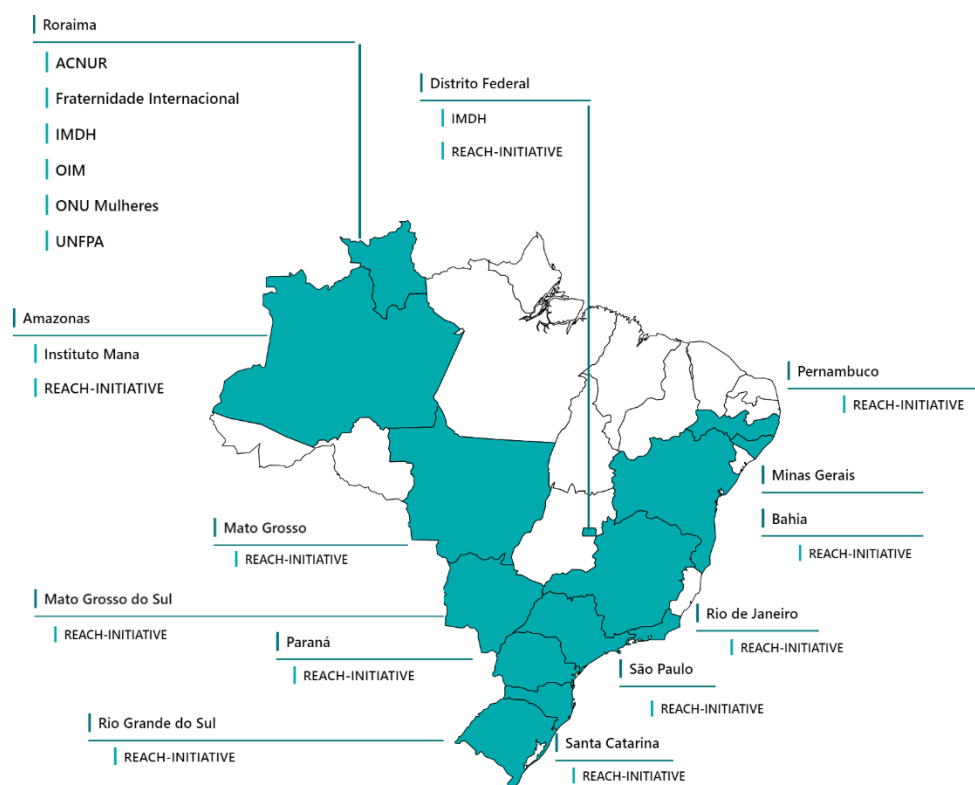 Roraima
ACNUR
Fraternidade Internacional
IMDH
OIM
ONU Mulheres
UNFPA
Distrito Federal
IMDH
REACH-INITIATIVE
Amazonas
Instituto Mana
REACH-INITIATIVE
Pernambuco
REACH-INITIATIVE
Minas Gerais
Bahia
REACH-INITIATIVE
Mato Grosso
REACH-INITIATIVE
Mato Grosso do Sul
REACH-INITIATIVE
Rio de Janeiro
REACH-INITIATIVE
Paraná
REACH-INITIATIVE
São Paulo
REACH-INITIATIVE
Rio Grande do Sul
REACH-INITIATIVE
Santa Catarina
REACH-INITIATIVE